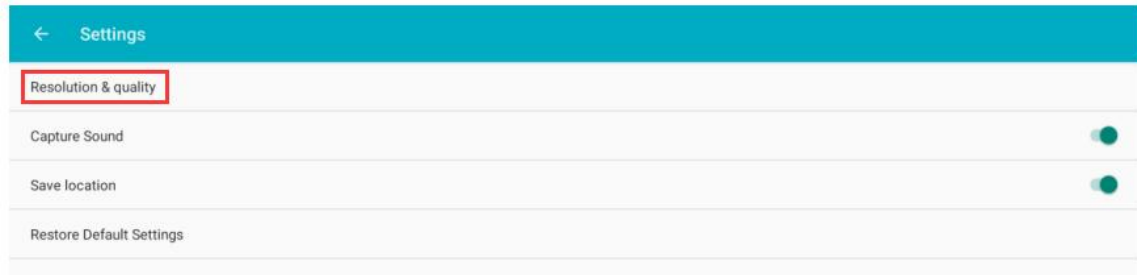 Settings
Resolution & quality
Capture Sound
Save location
Restore Default Settings